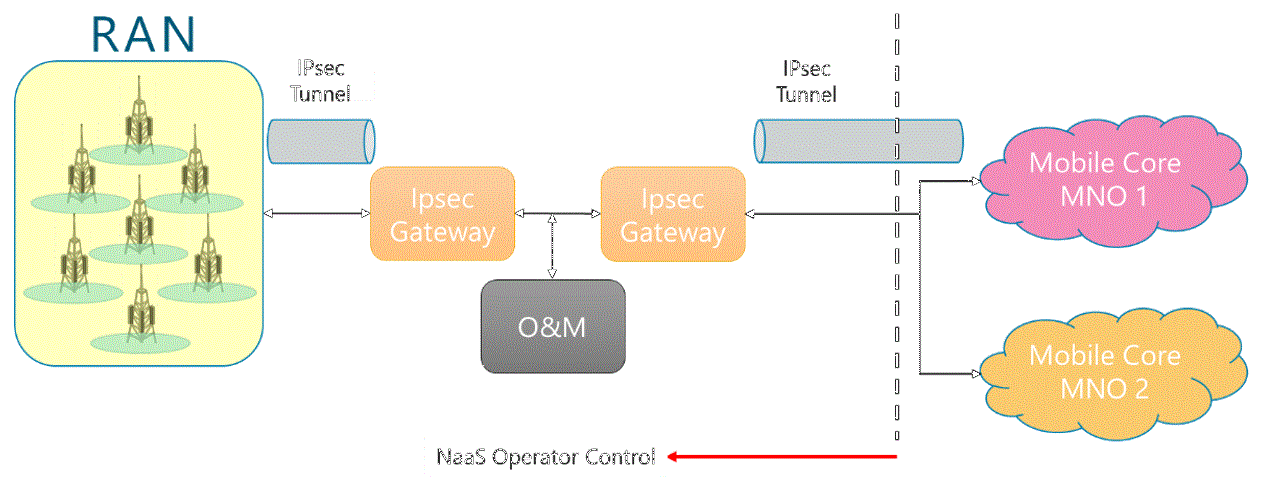 RAN
IPsec
Tunnel
IPsec
Tunnel
Ipsec
Gateway
Ipsec
Gateway
O&M
Mobile Core
MNO 1
Mobile Core
MNO 2
NaaS Operator Control